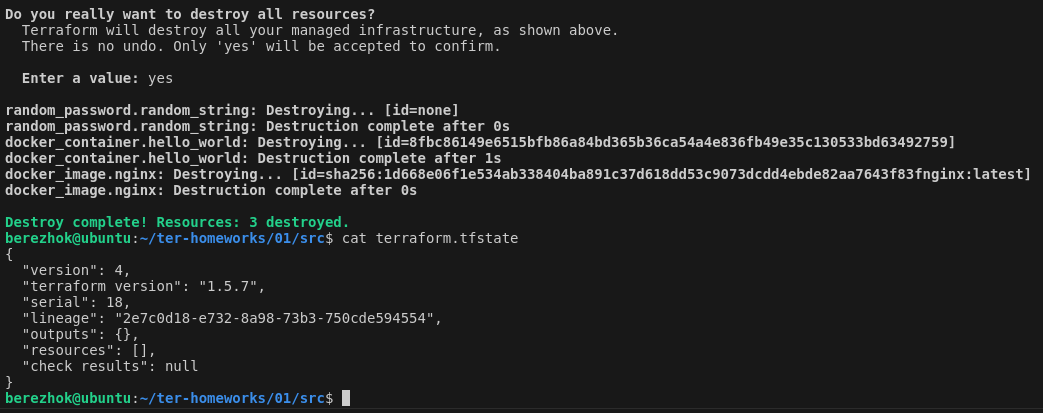 Do you really want to destroy all resources?
  Terraform will destroy all your managed infrastructure, as shown above.
  There is no undo. Only 'yes' will be accepted to confirm.
  Enter a value: yes
random_password.random_string: Destroying... [id=none]
random_password.random_string: Destruction complete after 0s
docker_container.hello_world: Destroying... [id=8fbc86149e6515bfb86a84bd365b36ca54a4e836fb49e35c130533bd63492759]
docker_container.hello_world: Destruction complete after 1s
docker_image.nginx: Destroying... [id=sha256:1d668e06f1e534ab338404ba891c37d618dd53c9073dcdd4ebde82aa7643f83fnginx:latest]
docker_image.nginx: Destruction complete after 0s
Destroy complete! Resources: 3 destroyed.
berezhok@ubuntu:~/ter-homeworks/01/src$ cat terraform.tfstate
{
  "version": 4,
  "terraform version": "1.5.7",
  "serial": 18,
  "lineage": "2e7c0d18-e732-8a98-73b3-750cde594554",
  "outputs": {},
  "resources": [],
  "check results": null
}
berezhok@ubuntu:~/ter-homeworks/01/src$